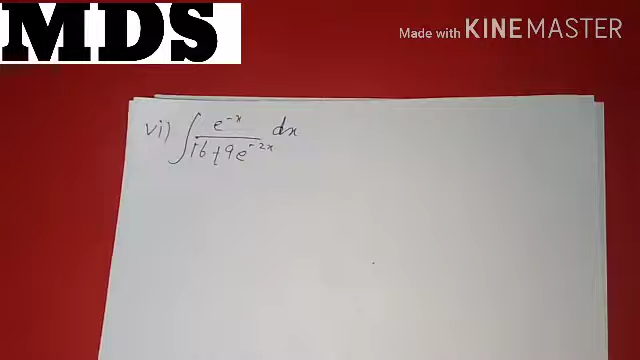 MDS
Made with KINEMASTER
vi) ∫ e^{-x} / (16+9e^{-2x}) dx